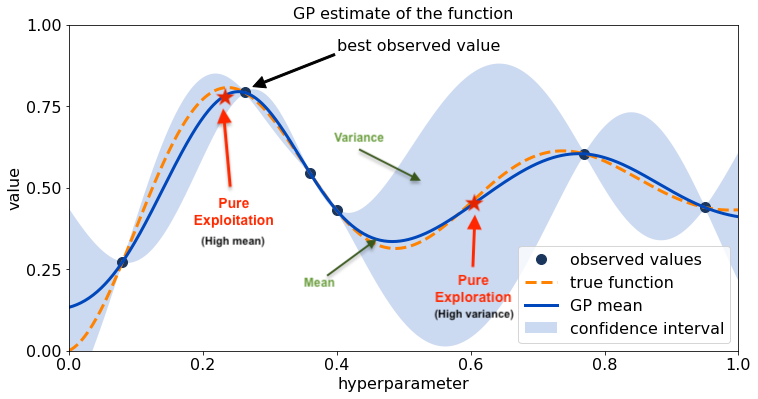 GP estimate of the function
1.00
best observed value
0.75
Variance
value
0.50
Pure
Exploitation
(High mean)
0.25
Mean
Pure
Exploration
(High variance)
observed values
true function
GP mean
confidence interval
0.00
0.0 0.2 0.4 0.6 0.8 1.0
hyperparameter